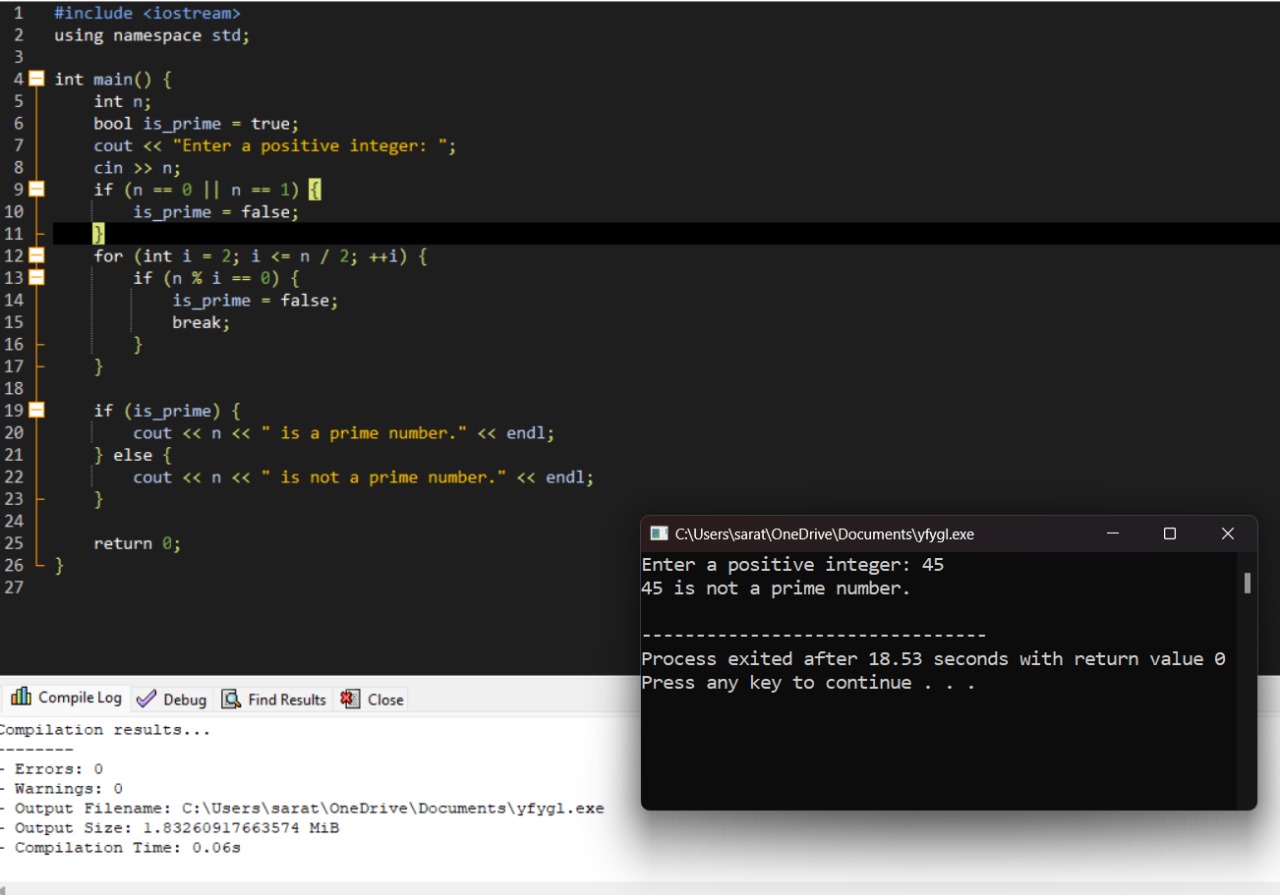 1 #include <iostream>
2 using namespace std;
3
4 int main() {
5     int n;
6     bool is_prime = true;
7     cout << "Enter a positive integer: ";
8     cin >> n;
9     if (n == 0 || n == 1) {
10         is_prime = false;
11     }
12     for (int i = 2; i <= n / 2; ++i) {
13         if (n % i == 0) {
14             is_prime = false;
15             break;
16         }
17     }
18
19     if (is_prime) {
20         cout << n << " is a prime number." << endl;
21     } else {
22         cout << n << " is not a prime number." << endl;
23     }
24
25     return 0;
26 }
27
C:\Users\sarat\OneDrive\Documents\yfygl.exe
Enter a positive integer: 45
45 is not a prime number.
--------------------------------
Process exited after 18.53 seconds with return value 0
Press any key to continue . . .
Compile Log Debug Find Results Close
Compilation results...
--------
- Errors: 0
- Warnings: 0
- Output Filename: C:\Users\sarat\OneDrive\Documents\yfygl.exe
- Output Size: 1.83260917663574 MiB
- Compilation Time: 0.06s